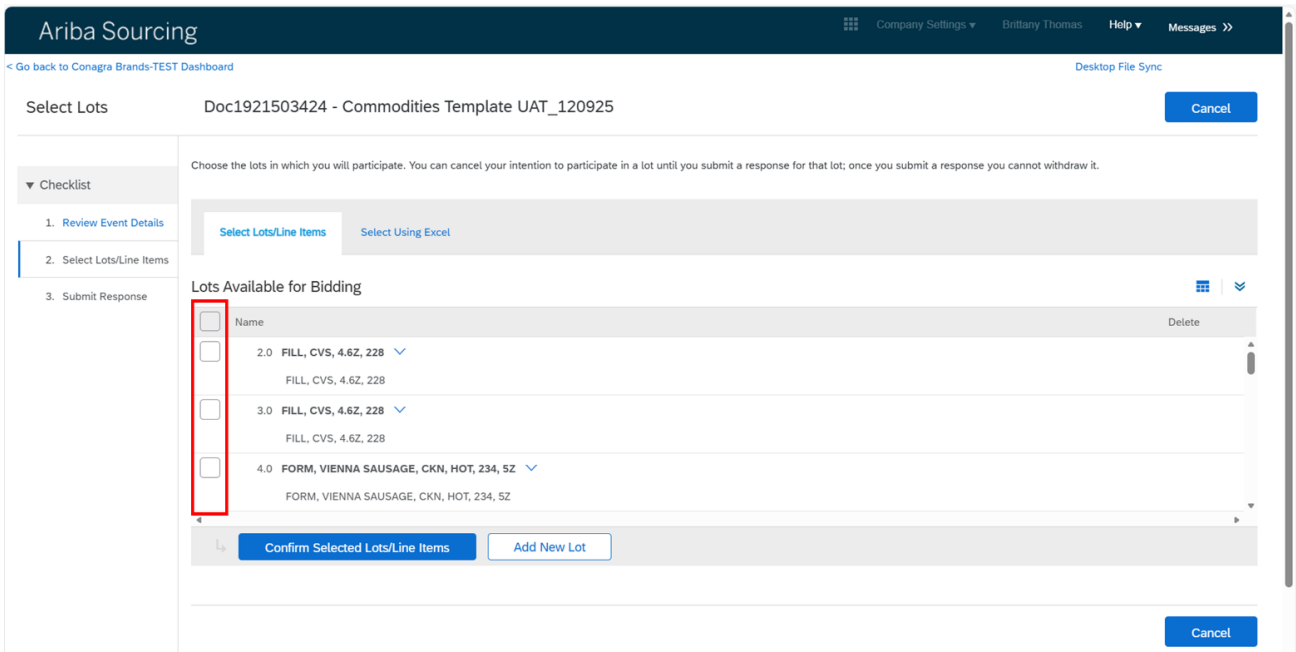 Ariba Sourcing
Company Settings ▾ Brittany Thomas Help ▾ Messages >>
< Go back to Conagra Brands-TEST Dashboard Desktop File Sync
Select Lots Doc1921503424 - Commodities Template UAT_120925 Cancel
Choose the lots in which you will participate. You can cancel your intention to participate in a lot until you submit a response for that lot; once you submit a response you cannot withdraw it.
▼ Checklist
1. Review Event Details
2. Select Lots/Line Items
3. Submit Response
Select Lots/Line Items Select Using Excel
Lots Available for Bidding
Name Delete
2.0 FILL, CVS, 4.6Z, 228
FILL, CVS, 4.6Z, 228
3.0 FILL, CVS, 4.6Z, 228
FILL, CVS, 4.6Z, 228
4.0 FORM, VIENNA SAUSAGE, CKN, HOT, 234, 5Z
FORM, VIENNA SAUSAGE, CKN, HOT, 234, 5Z
Confirm Selected Lots/Line Items Add New Lot
Cancel